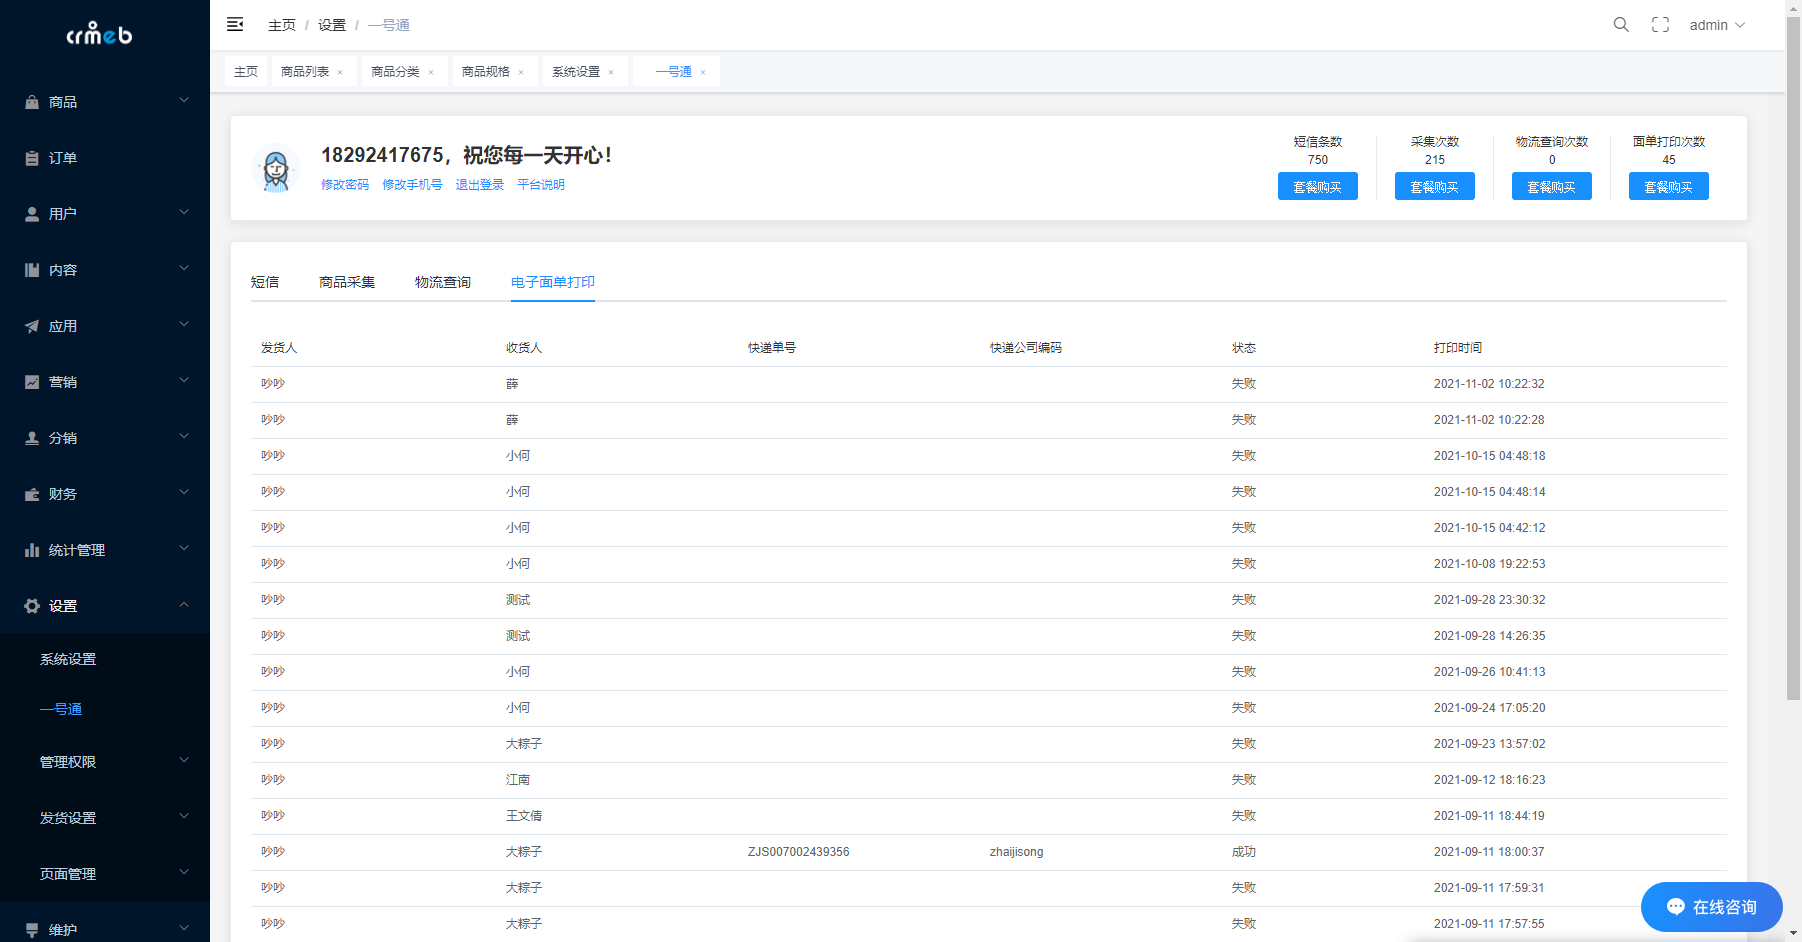 crmeb
主页 / 设置 / 一号通
admin
主页 商品列表 × 商品分类 × 商品规格 × 系统设置 × 一号通 ×
商品
订单
用户
内容
应用
营销
分销
财务
统计管理
设置
系统设置
一号通
管理权限
发货设置
页面管理
维护
18292417675，祝您每一天开心！
修改密码 修改手机号 退出登录 平台说明
短信条数 采集次数 物流查询次数 面单打印次数
750 215 0 45
套餐购买 套餐购买 套餐购买 套餐购买
短信 商品采集 物流查询 电子面单打印
发货人 收货人 快递单号 快递公司编码 状态 打印时间
吵吵 薛 失败 2021-11-02 10:22:32
吵吵 薛 失败 2021-11-02 10:22:28
吵吵 小何 失败 2021-10-15 04:48:18
吵吵 小何 失败 2021-10-15 04:48:14
吵吵 小何 失败 2021-10-15 04:42:12
吵吵 小何 失败 2021-10-08 19:22:53
吵吵 测试 失败 2021-09-28 23:30:32
吵吵 测试 失败 2021-09-28 14:26:35
吵吵 小何 失败 2021-09-26 10:41:13
吵吵 小何 失败 2021-09-24 17:05:20
吵吵 大粽子 失败 2021-09-23 13:57:02
吵吵 江南 失败 2021-09-12 18:16:23
吵吵 王文倩 失败 2021-09-11 18:44:19
吵吵 大粽子 ZJS007002439356 zhaijisong 成功 2021-09-11 18:00:37
吵吵 大粽子 失败 2021-09-11 17:59:31
吵吵 大粽子 失败 2021-09-11 17:57:55
在线咨询